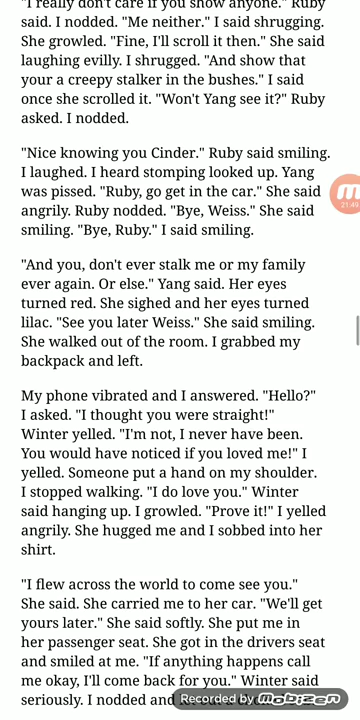 "I really don't care if you show anyone." Ruby
said. I nodded. "Me neither." I said shrugging.
She growled. "Fine, I'll scroll it then." She said
laughing evilly. I shrugged. "And show that
your a creepy stalker in the bushes." I said
once she scrolled it. "Won't Yang see it?" Ruby
asked. I nodded.
"Nice knowing you Cinder." Ruby said smiling.
I laughed. I heard stomping looked up. Yang
was pissed. "Ruby, go get in the car." She said
angrily. Ruby nodded. "Bye, Weiss." She said
smiling. "Bye, Ruby." I said smiling.
21:49
"And you, don't ever stalk me or my family
ever again. Or else." Yang said. Her eyes
turned red. She sighed and her eyes turned
lilac. "See you later Weiss." She said smiling.
She walked out of the room. I grabbed my
backpack and left.
My phone vibrated and I answered. "Hello?"
I asked. "I thought you were straight!"
Winter yelled. "I'm not, I never have been.
You would have noticed if you loved me!" I
yelled. Someone put a hand on my shoulder.
I stopped walking. "I do love you." Winter
said hanging up. I growled. "Prove it!" I yelled
angrily. She hugged me and I sobbed into her
shirt.
"I flew across the world to come see you."
She said. She carried me to her car. "We'll get
yours later." She said softly. She put me in
her passenger seat. She got in the drivers seat
and smiled at me. "If anything happens call
me okay, I'll come back for you." Winter said
seriously. I nodded and
Recorded by mobizen